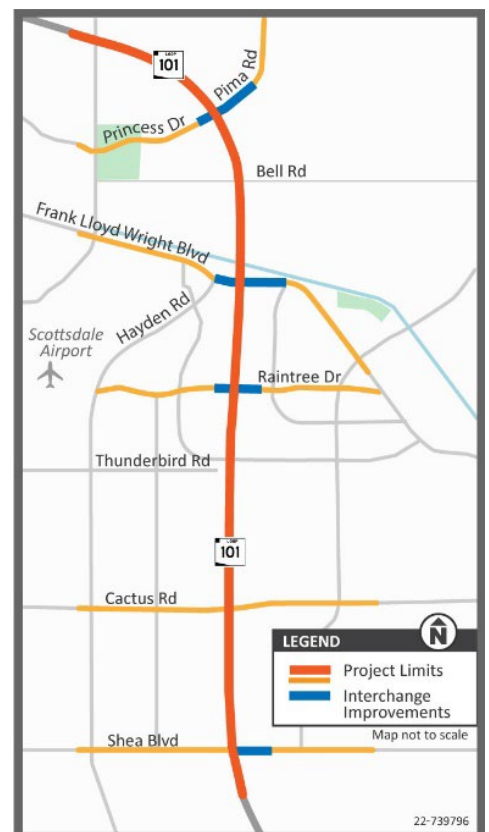 LOOP
101
Pima Rd
Princess Dr
Bell Rd
Frank Lloyd Wright Blvd
Hayden Rd
Scottsdale
Airport
Raintree Dr
Thunderbird Rd
LOOP
101
Cactus Rd
LEGEND
N
Project Limits
Interchange
Improvements
Map not to scale
Shea Blvd
22-739796